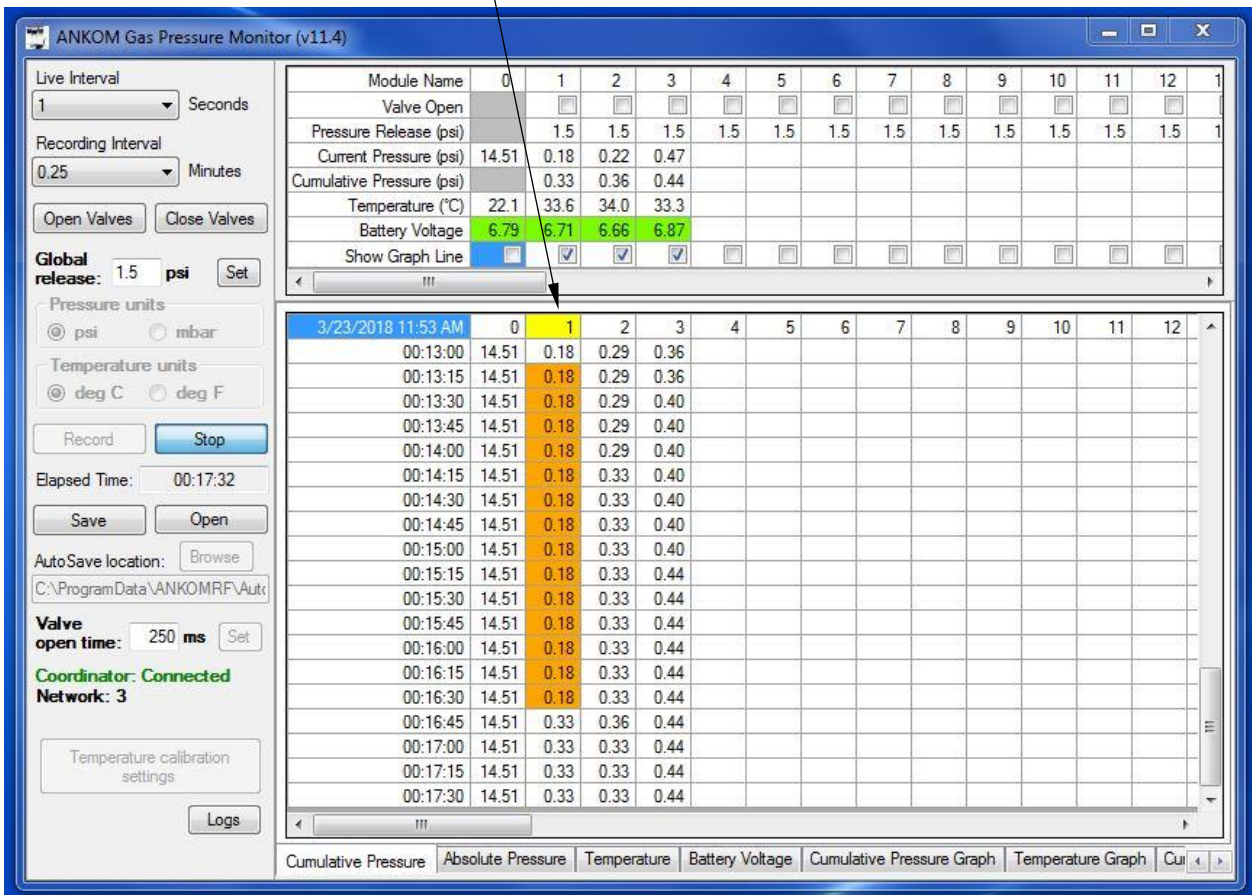 ANKOM Gas Pressure Monitor (v11.4)
Live Interval
1 Seconds
Recording Interval
0.25 Minutes
Open Valves Close Valves
Global
release: 1.5 psi Set
Pressure units
psi mbar
Temperature units
deg C deg F
Record Stop
Elapsed Time: 00:17:32
Save Open
AutoSave location: Browse
C:\ProgramData\ANKOMRF\Aut
Valve
open time: 250 ms Set
Coordinator: Connected
Network: 3
Temperature calibration
settings
Logs
Module Name 0 1 2 3 4 5 6 7 8 9 10 11 12 1
Valve Open
Pressure Release (psi) 1.5 1.5 1.5 1.5 1.5 1.5 1.5 1.5 1.5 1.5 1.5 1.5 1
Current Pressure (psi) 14.51 0.18 0.22 0.47
Cumulative Pressure (psi) 0.33 0.36 0.44
Temperature (°C) 22.1 33.6 34.0 33.3
Battery Voltage 6.79 6.71 6.66 6.87
Show Graph Line
3/23/2018 11:53 AM 0 1 2 3 4 5 6 7 8 9 10 11 12
00:13:00 14.51 0.18 0.29 0.36
00:13:15 14.51 0.18 0.29 0.36
00:13:30 14.51 0.18 0.29 0.40
00:13:45 14.51 0.18 0.29 0.40
00:14:00 14.51 0.18 0.29 0.40
00:14:15 14.51 0.18 0.33 0.40
00:14:30 14.51 0.18 0.33 0.40
00:14:45 14.51 0.18 0.33 0.40
00:15:00 14.51 0.18 0.33 0.40
00:15:15 14.51 0.18 0.33 0.44
00:15:30 14.51 0.18 0.33 0.44
00:15:45 14.51 0.18 0.33 0.44
00:16:00 14.51 0.18 0.33 0.44
00:16:15 14.51 0.18 0.33 0.44
00:16:30 14.51 0.18 0.33 0.44
00:16:45 14.51 0.33 0.36 0.44
00:17:00 14.51 0.33 0.33 0.44
00:17:15 14.51 0.33 0.33 0.44
00:17:30 14.51 0.33 0.33 0.44
Cumulative Pressure Absolute Pressure Temperature Battery Voltage Cumulative Pressure Graph Temperature Graph Cur